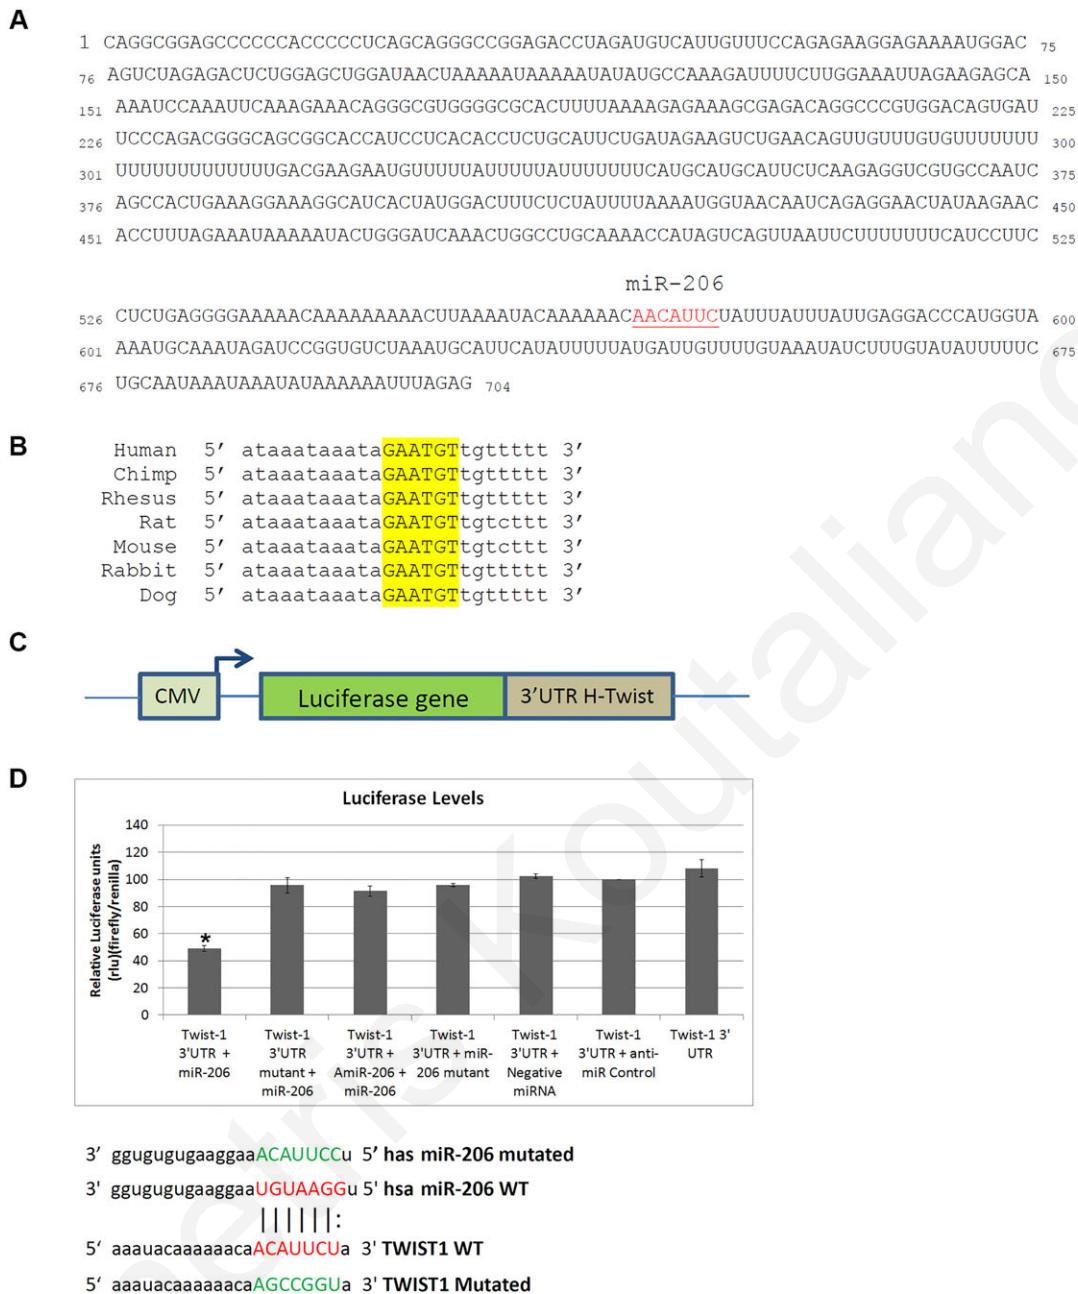 A
1 CAGGCGGAGCCCCCCACCCCCUCAGCAGGGCCGGAGACCUAGAUGUCAUUGUUUCCAGAGAAGGAGAAAAUGGAC 75
76 AGUCUAGAGACUCUGGAGCUGGAUAACUAAAAAUAAAAAUAUAUGCCAAAGAUUUUCUUGGAAAUUAGAAGAGCA 150
151 AAAUCCAAAUUCAAAGAAACAGGGCGUGGGGCGCACUUUUAAAAGAGAAAGCGAGACAGGCCCGUGGACAGUGAU 225
226 UUCCCAGACGGGCAGCGGCACCAUCCUCACACCUCUGCAUUCUGAUAGAAGUCUGAACAGUUGUUUGUGUUUUUUU 300
301 UUUUUUUUUUUUUGACGAAGAAUGUUUUUAUUUUUAUUUUUUUCAUGCAUGCAUUCUCAAGAGGUCGUGCCAAUC 375
376 AGCCACUGAAAGGAAAGGCAUCACUAUGGACUUUCUCUAUUUUAAAAUGGUAACAAUCAGAGGAACUAUAAGAAC 450
451 ACCUUUAGAAAUAAAAAUACUGGGAUCAAACUGGCCUGCAAAACCAUAGUCAGUUAAUUCUUUUUUUCAUCCUUC 525
miR-206
526 CUCUGAGGGGAAAAACAAAAAAAAACUUAAAAUACAAAAAACAACAUUCUAUUUAUUUAUUGAGGACCCAUGGUA 600
601 AAAUGCAAAUAGAUCCGGUGUCUAAAUGCAUUCAUAUUUUUAUGAUUGUUUUGUAAAUAUCUUUGUAUAUUUUUC 675
676 UGCAAUAAAUAAAUAUAAAAAAUUUAGAG 704
B
Human 5′ ataaataaataGAATGTtgttttt 3′
Chimp 5′ ataaataaataGAATGTtgttttt 3′
Rhesus 5′ ataaataaataGAATGTtgttttt 3′
Rat 5′ ataaataaataGAATGTtgtcttt 3′
Mouse 5′ ataaataaataGAATGTtgtcttt 3′
Rabbit 5′ ataaataaataGAATGTtgttttt 3′
Dog 5′ ataaataaataGAATGTtgttttt 3′
C
CMV Luciferase gene 3’UTR H-Twist
D
Luciferase Levels
Relative Luciferase units
(rlu)(firefly/renilla)
140
120
100
80
60
40
20
0
*
Twist-1 3'UTR + miR-206
Twist-1 3'UTR mutant + miR-206
Twist-1 3'UTR + AmiR-206 + miR-206
Twist-1 3'UTR + miR-206 mutant
Twist-1 3'UTR + Negative miRNA
Twist-1 3'UTR + anti-miR Control
Twist-1 3' UTR
3′ ggugugugaaggaaACAUUCCu 5′ has miR-206 mutated
3' ggugugugaaggaaUGUAAGGu 5' hsa miR-206 WT
||||||:
5‘ aaauacaaaaaacaACAUUCUa 3' TWIST1 WT
5‘ aaauacaaaaaacaAGCCGGUa 3' TWIST1 Mutated
petris Koutaliano